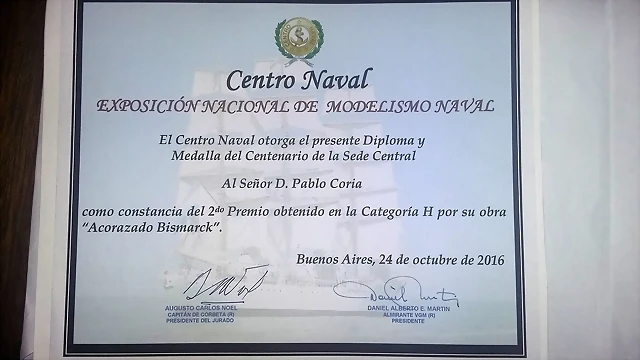 Centro Naval
EXPOSICIÓN NACIONAL DE MODELISMO NAVAL
El Centro Naval otorga el presente Diploma y
Medalla del Centenario de la Sede Central
Al Señor D. Pablo Coria
como constancia del 2do Premio obtenido en la Categoría H por su obra
“Acorazado Bismarck”.
Buenos Aires, 24 de octubre de 2016
AUGUSTO CARLOS NOEL
CAPITÁN DE CORBETA (R)
PRESIDENTE DEL JURADO
DANIEL ALBERTO E. MARTIN
ALMIRANTE VGM (R)
PRESIDENTE